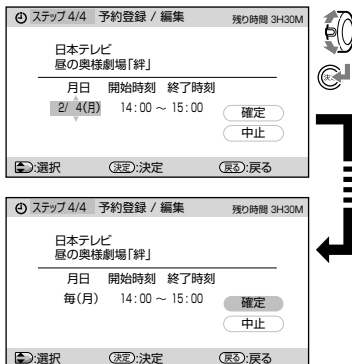 ステップ 4/4 予約登録 / 編集 残り時間 3H30M
日本テレビ
昼の奥様劇場「絆」
月日 開始時刻 終了時刻
2/ 4(月) 14:00 ~ 15:00 確定
中止
:選択 決定:決定 戻る:戻る
決定
ステップ 4/4 予約登録 / 編集 残り時間 3H30M
日本テレビ
昼の奥様劇場「絆」
月日 開始時刻 終了時刻
毎(月) 14:00 ~ 15:00 確定
中止
:選択 決定:決定 戻る:戻る